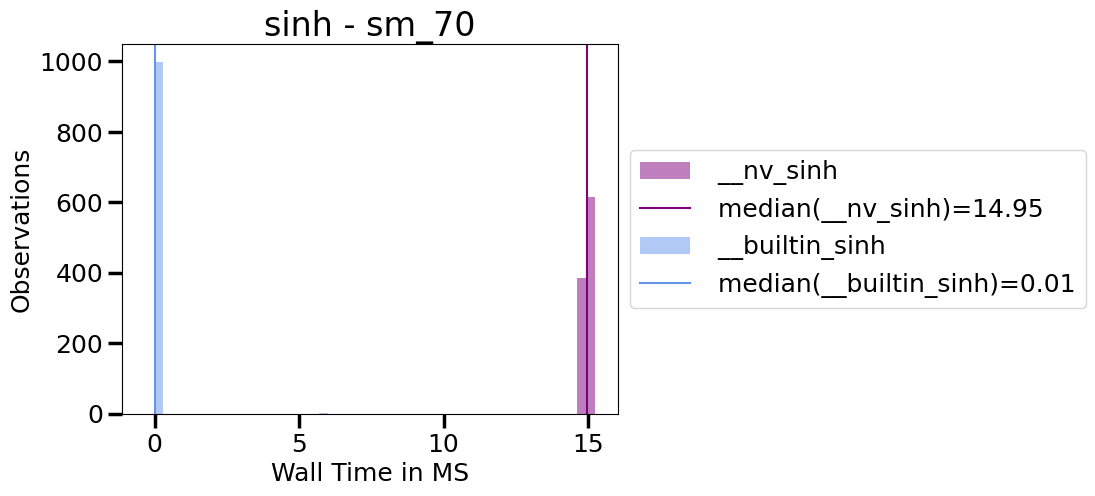 sinh - sm_70
Observations
1000
800
600
400
200
0
0 5 10 15
Wall Time in MS
__nv_sinh
median(__nv_sinh)=14.95
__builtin_sinh
median(__builtin_sinh)=0.01